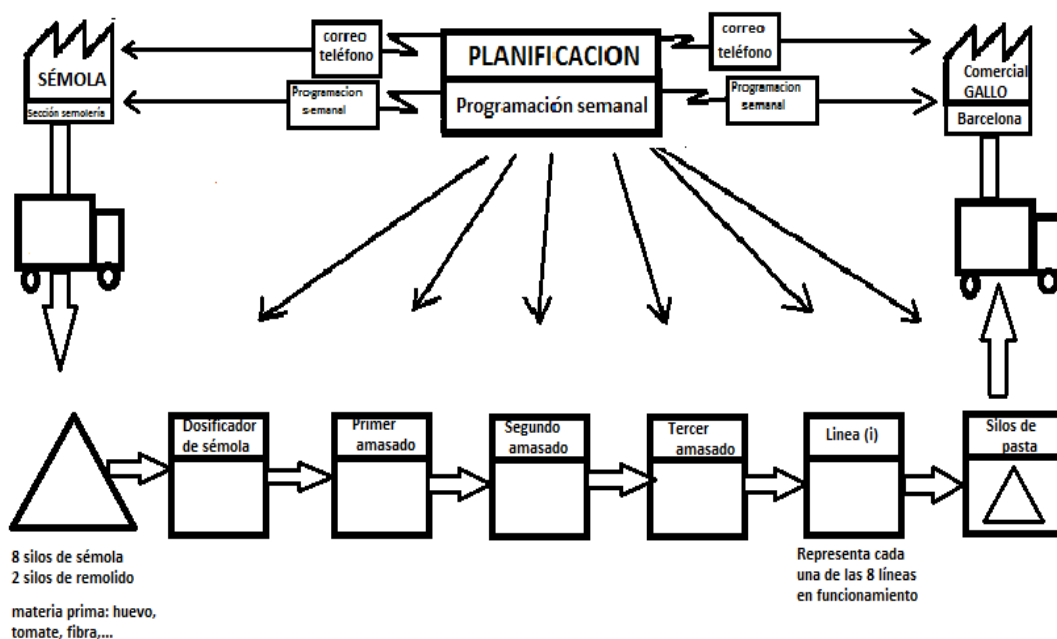 SÉMOLA
Sección semolería
correo
teléfono
Programacion
semanal
PLANIFICACION
Programación semanal
correo
teléfono
Programacion
semanal
Comercial
GALLO
Barcelona
Dosificador
de sémola
Primer
amasado
Segundo
amasado
Tercer
amasado
Linea (i)
Silos de
pasta
8 silos de sémola
2 silos de remolido
materia prima: huevo,
tomate, fibra,...
Representa cada
una de las 8 líneas
en funcionamiento